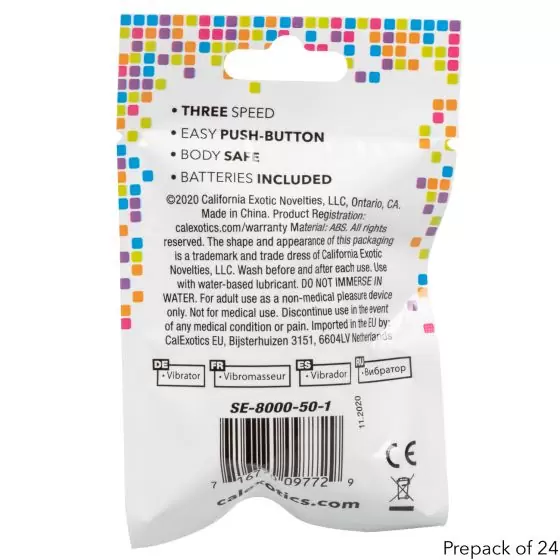 • THREE SPEED
• EASY PUSH-BUTTON
• BODY SAFE
• BATTERIES INCLUDED
©2020 California Exotic Novelties, LLC, Ontario, CA.
Made in China. Product Registration:
calexotics.com/warranty Material: ABS. All rights
reserved. The shape and appearance of this packaging
is a trademark and trade dress of California Exotic
Novelties, LLC. Wash before and after each use. Use
with water-based lubricant. DO NOT IMMERSE IN
WATER. For adult use as a non-medical pleasure device
only. Not for medical use. Discontinue use in the event
of any medical condition or pain. Imported in the EU by:
CalExotics EU, Bijsterhuizen 3151, 6604LV Netherlands
DE • Vibrator
FR • Vibromasseur
ES • Vibrador
RU • Вибратор
SE-8000-50-1
11.2020
7 09772 9
calexotics.com
CE
Prepack of 24